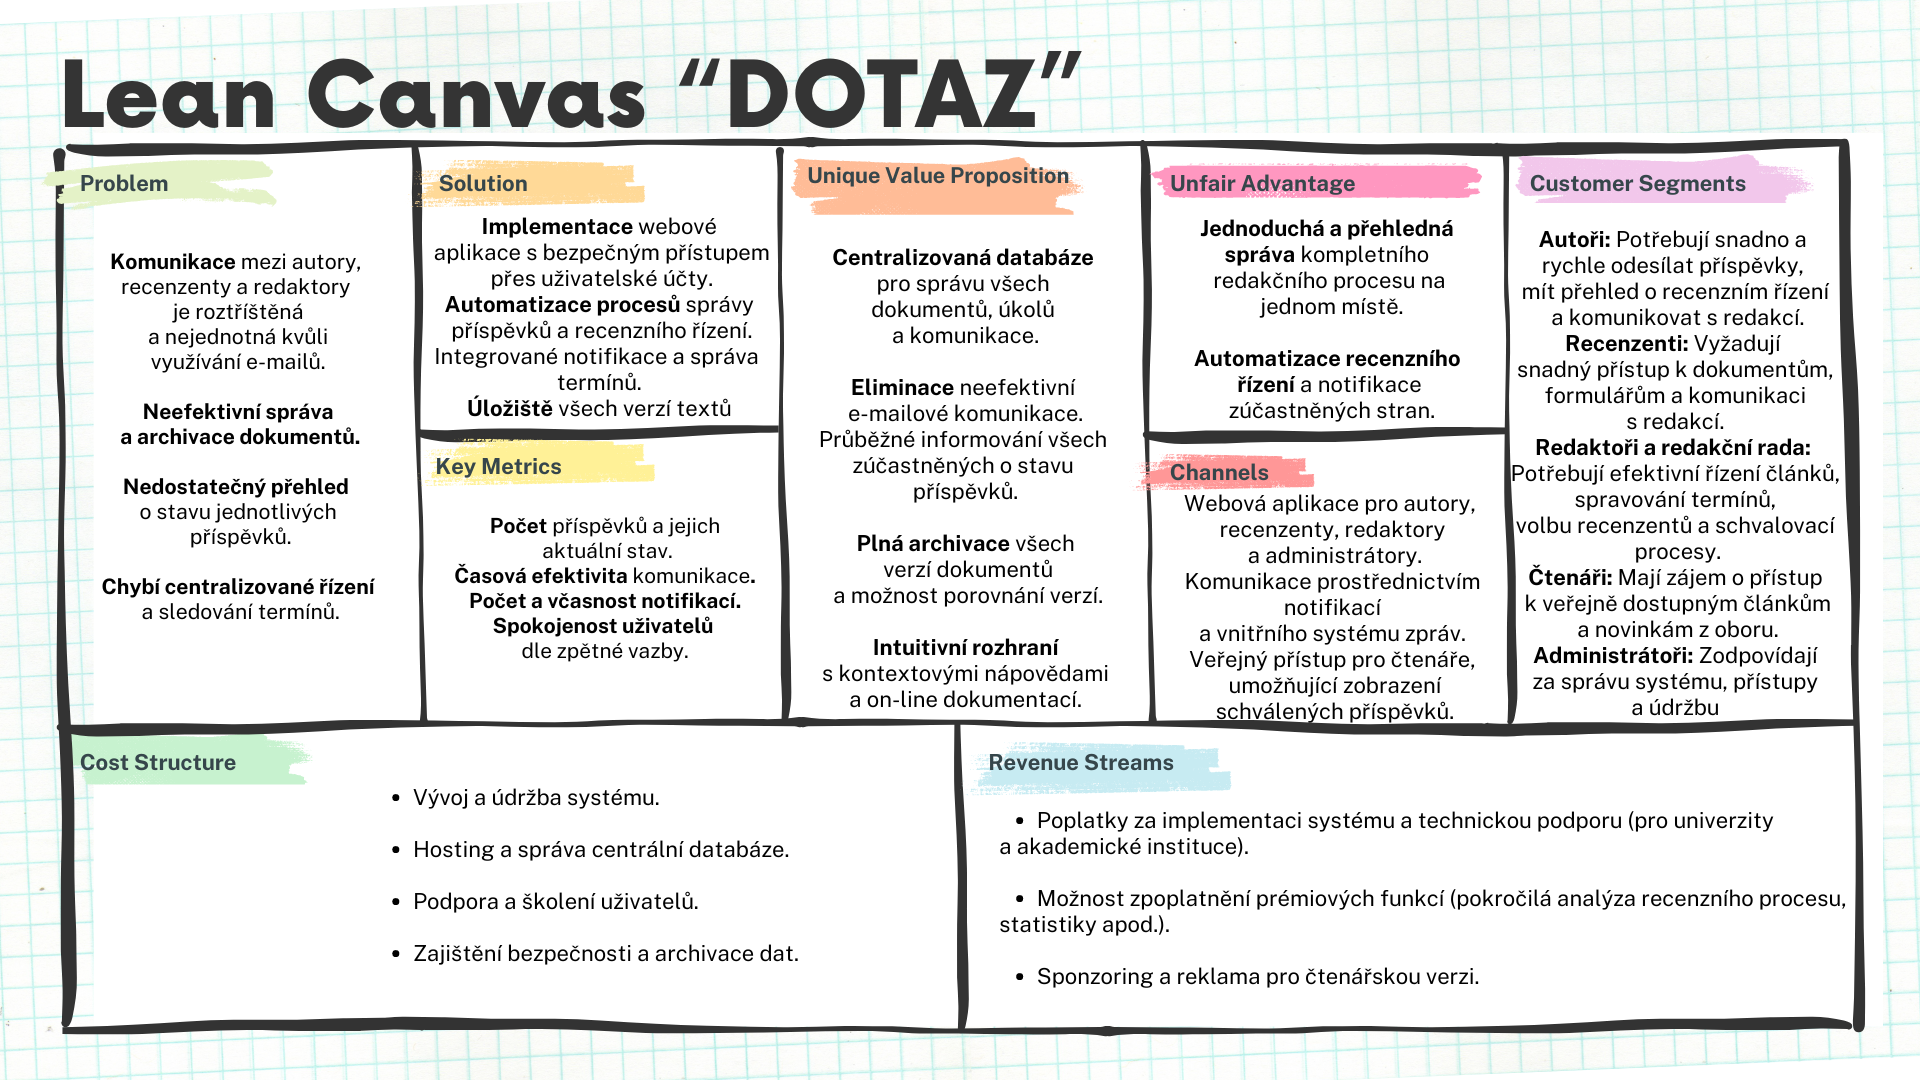 Lean Canvas “DOTAZ”
Problem
Komunikace mezi autory,
recenzenty a redaktory
je roztříštěná
a nejednotná kvůli
využívání e-mailů.
Neefektivní správa
a archivace dokumentů.
Nedostatečný přehled
o stavu jednotlivých
příspěvků.
Chybí centralizované řízení
a sledování termínů.
Solution
Implementace webové
aplikace s bezpečným přístupem
přes uživatelské účty.
Automatizace procesů správy
příspěvků a recenzního řízení.
Integrované notifikace a správa
termínů.
Úložiště všech verzí textů
Key Metrics
Počet příspěvků a jejich
aktuální stav.
Časová efektivita komunikace.
Počet a včasnost notifikací.
Spokojenost uživatelů
dle zpětné vazby.
Unique Value Proposition
Centralizovaná databáze
pro správu všech
dokumentů, úkolů
a komunikace.
Eliminace neefektivní
e-mailové komunikace.
Průběžné informování všech
zúčastněných o stavu
příspěvků.
Plná archivace všech
verzí dokumentů
a možnost porovnání verzí.
Intuitivní rozhraní
s kontextovými nápovědami
a on-line dokumentací.
Unfair Advantage
Jednoduchá a přehledná
správa kompletního
redakčního procesu na
jednom místě.
Automatizace recenzního
řízení a notifikace
zúčastněných stran.
Channels
Webová aplikace pro autory,
recenzenty, redaktory
a administrátory.
Komunikace prostřednictvím
notifikací
a vnitřního systému zpráv.
Veřejný přístup pro čtenáře,
umožňující zobrazení
schválených příspěvků.
Customer Segments
Autoři: Potřebují snadno a
rychle odesílat příspěvky,
mít přehled o recenzním řízení
a komunikovat s redakcí.
Recenzenti: Vyžadují
snadný přístup k dokumentům,
formulářům a komunikaci
s redakcí.
Redaktoři a redakční rada:
Potřebují efektivní řízení článků,
spravování termínů,
volbu recenzentů a schvalovací
procesy.
Čtenáři: Mají zájem o přístup
k veřejně dostupným článkům
a novinkám z oboru.
Administrátoři: Zodpovídají
za správu systému, přístupy
a údržbu
Cost Structure
• Vývoj a údržba systému.
• Hosting a správa centrální databáze.
• Podpora a školení uživatelů.
• Zajištění bezpečnosti a archivace dat.
Revenue Streams
• Poplatky za implementaci systému a technickou podporu (pro univerzity
a akademické instituce).
• Možnost zpoplatnění prémiových funkcí (pokročilá analýza recenzního procesu,
statistiky apod.).
• Sponzoring a reklama pro čtenářskou verzi.